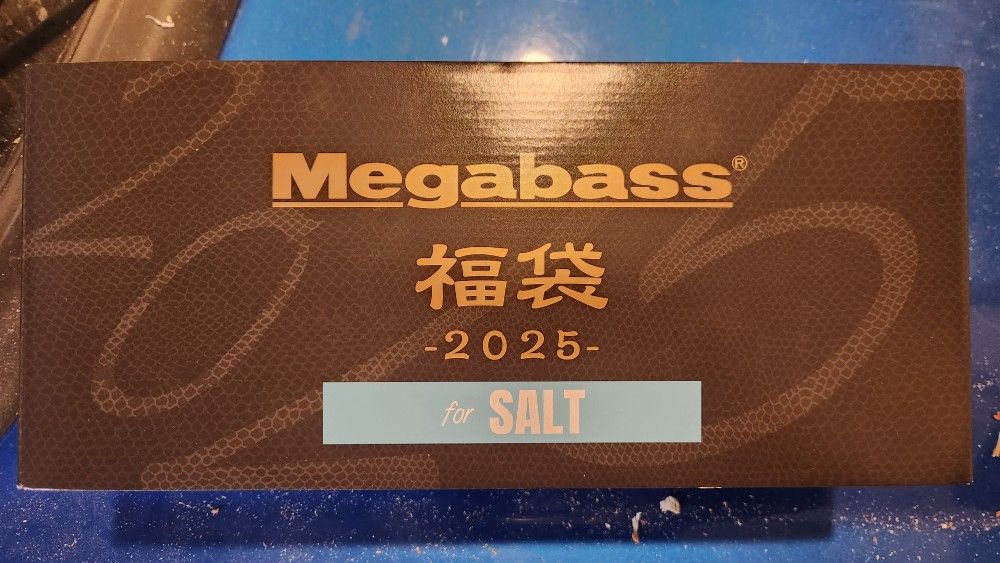 Megabass®
福袋
-2025-
for SALT